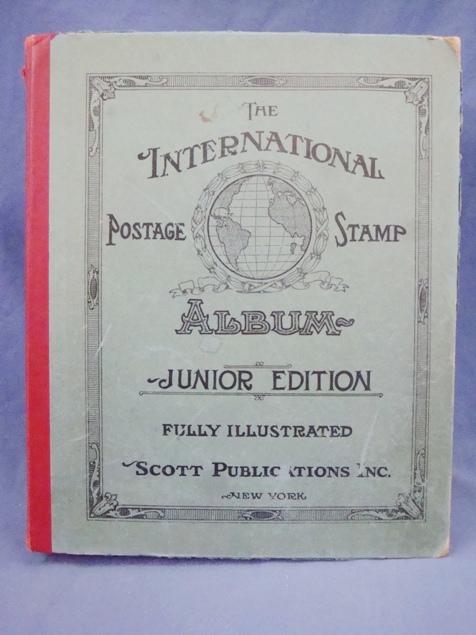 THE
INTERNATIONAL
POSTAGE STAMP
ALBUM
JUNIOR EDITION
FULLY ILLUSTRATED
SCOTT PUBLICATIONS INC.
NEW YORK